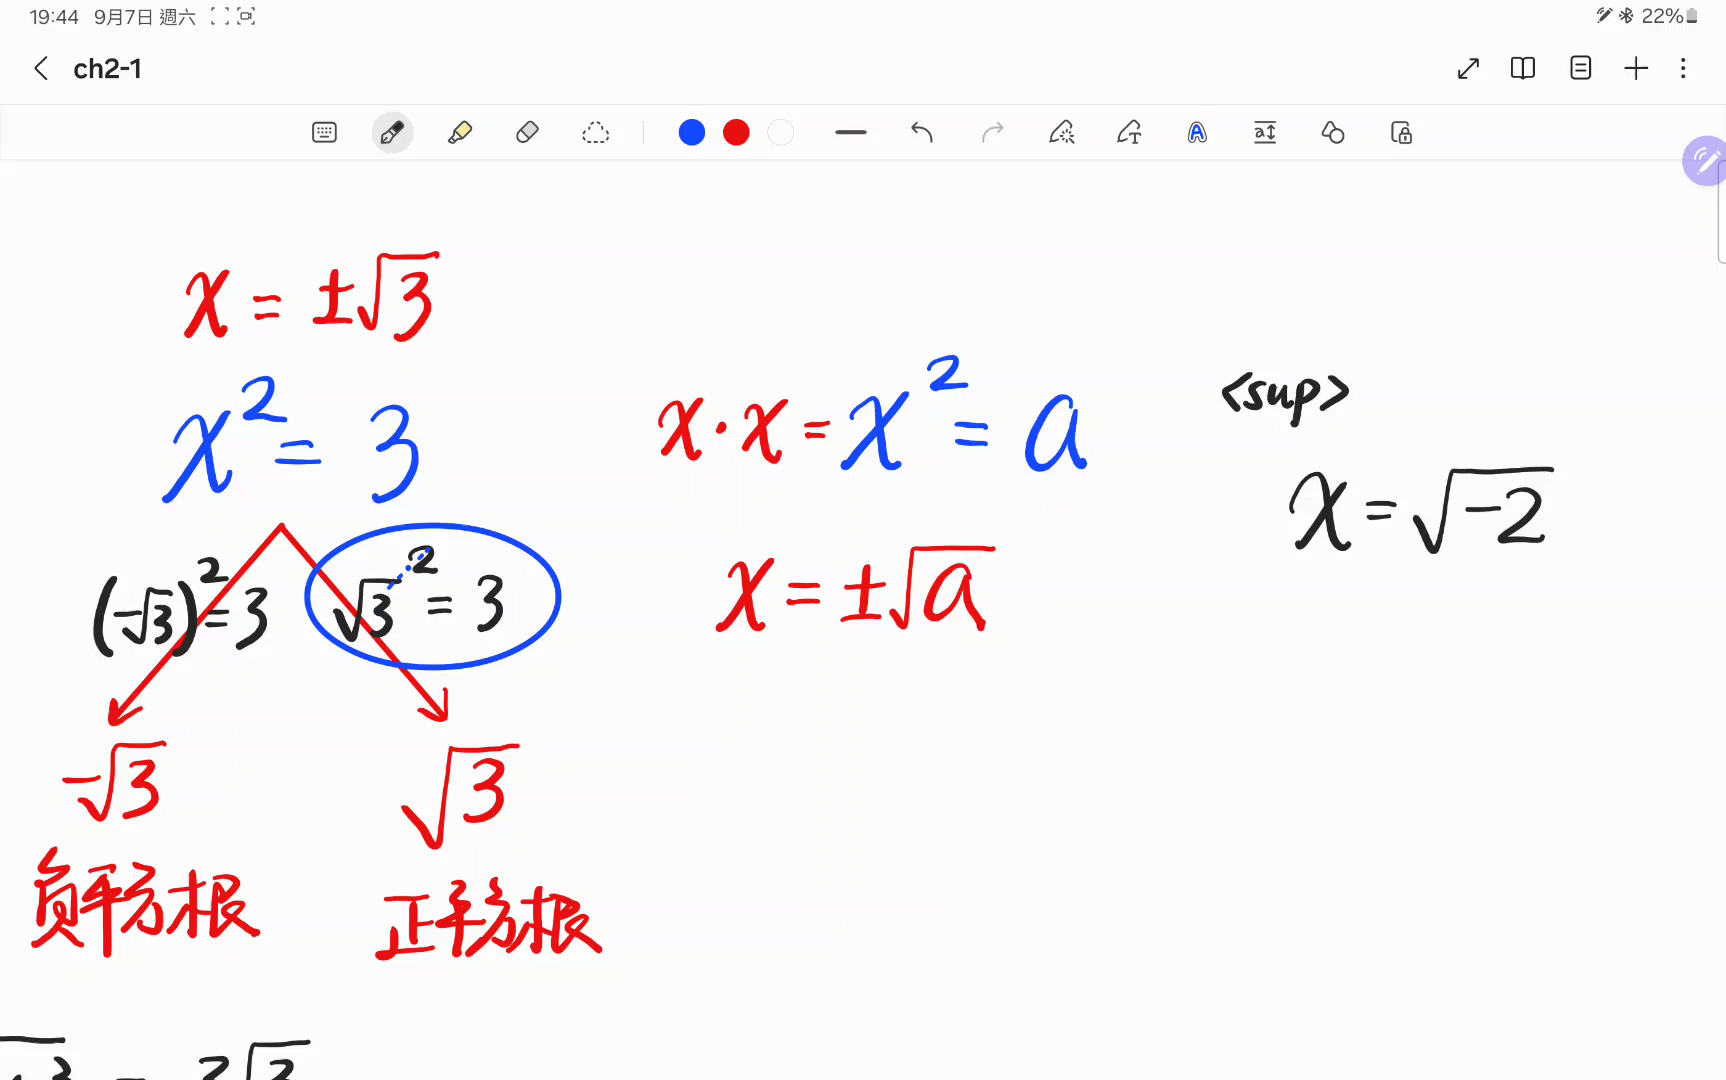 19:44 9月7日 週六 22%
ch2-1
x = ±√3
x² = 3
x·x = x² = a
<sup>
x = √-2
(-√3)² = 3
√3² = 3
x = ±√a
-√3
√3
负平方根
正平方根